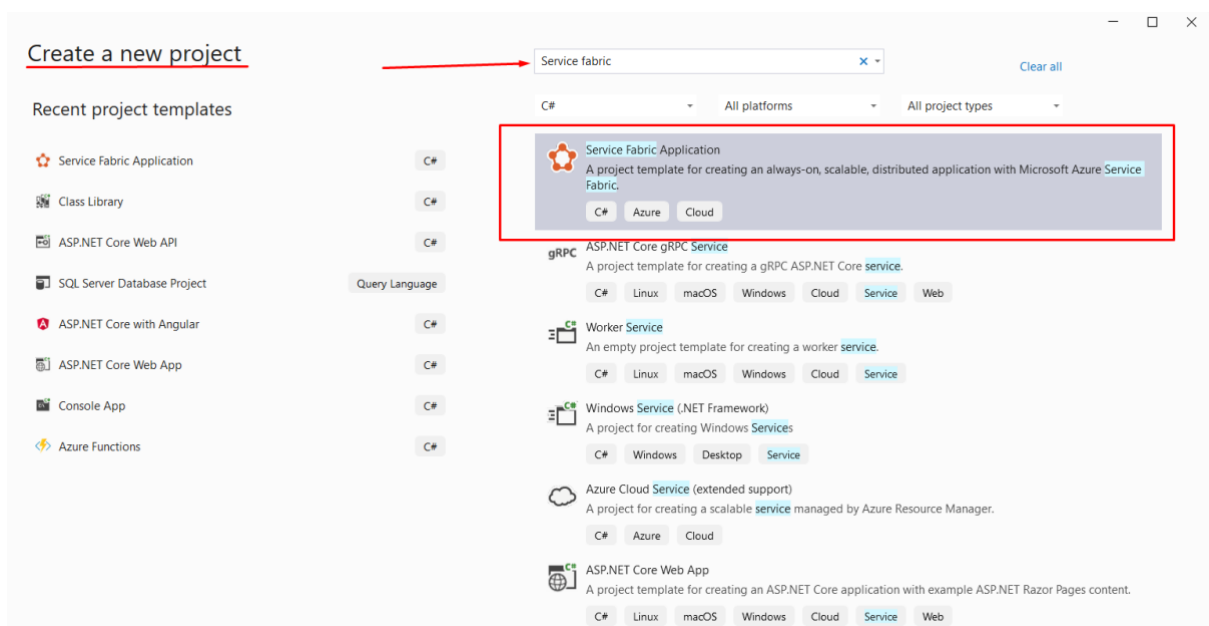 Create a new project
Service fabric
Clear all
Recent project templates
C#
All platforms
All project types
Service Fabric Application
C#
Class Library
C#
ASP.NET Core Web API
C#
SQL Server Database Project
Query Language
ASP.NET Core with Angular
C#
ASP.NET Core Web App
C#
Console App
C#
Azure Functions
C#
Service Fabric Application
A project template for creating an always-on, scalable, distributed application with Microsoft Azure Service
Fabric.
C# Azure Cloud
gRPC
ASP.NET Core gRPC Service
A project template for creating a gRPC ASP.NET Core service.
C# Linux macOS Windows Cloud Service Web
C#
Worker Service
An empty project template for creating a worker service.
C# Linux macOS Windows Cloud Service
C#
Windows Service (.NET Framework)
A project for creating Windows Services
C# Windows Desktop Service
Azure Cloud Service (extended support)
A project for creating a scalable service managed by Azure Resource Manager.
C# Azure Cloud
C#
ASP.NET Core Web App
A project template for creating an ASP.NET Core application with example ASP.NET Razor Pages content.
C# Linux macOS Windows Cloud Service Web